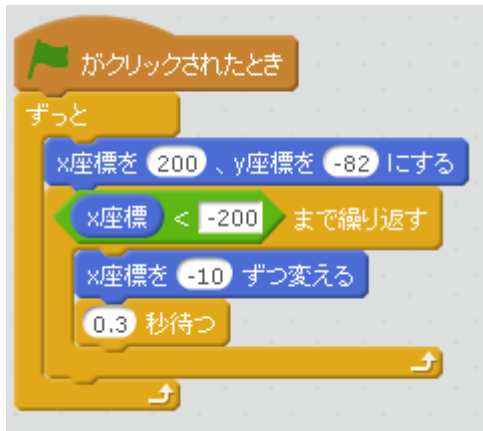 がクリックされたとき
ずっと
x座標を 200 、y座標を -82 にする
x座標 < -200 まで繰り返す
x座標を -10 ずつ変える
0.3 秒待つ